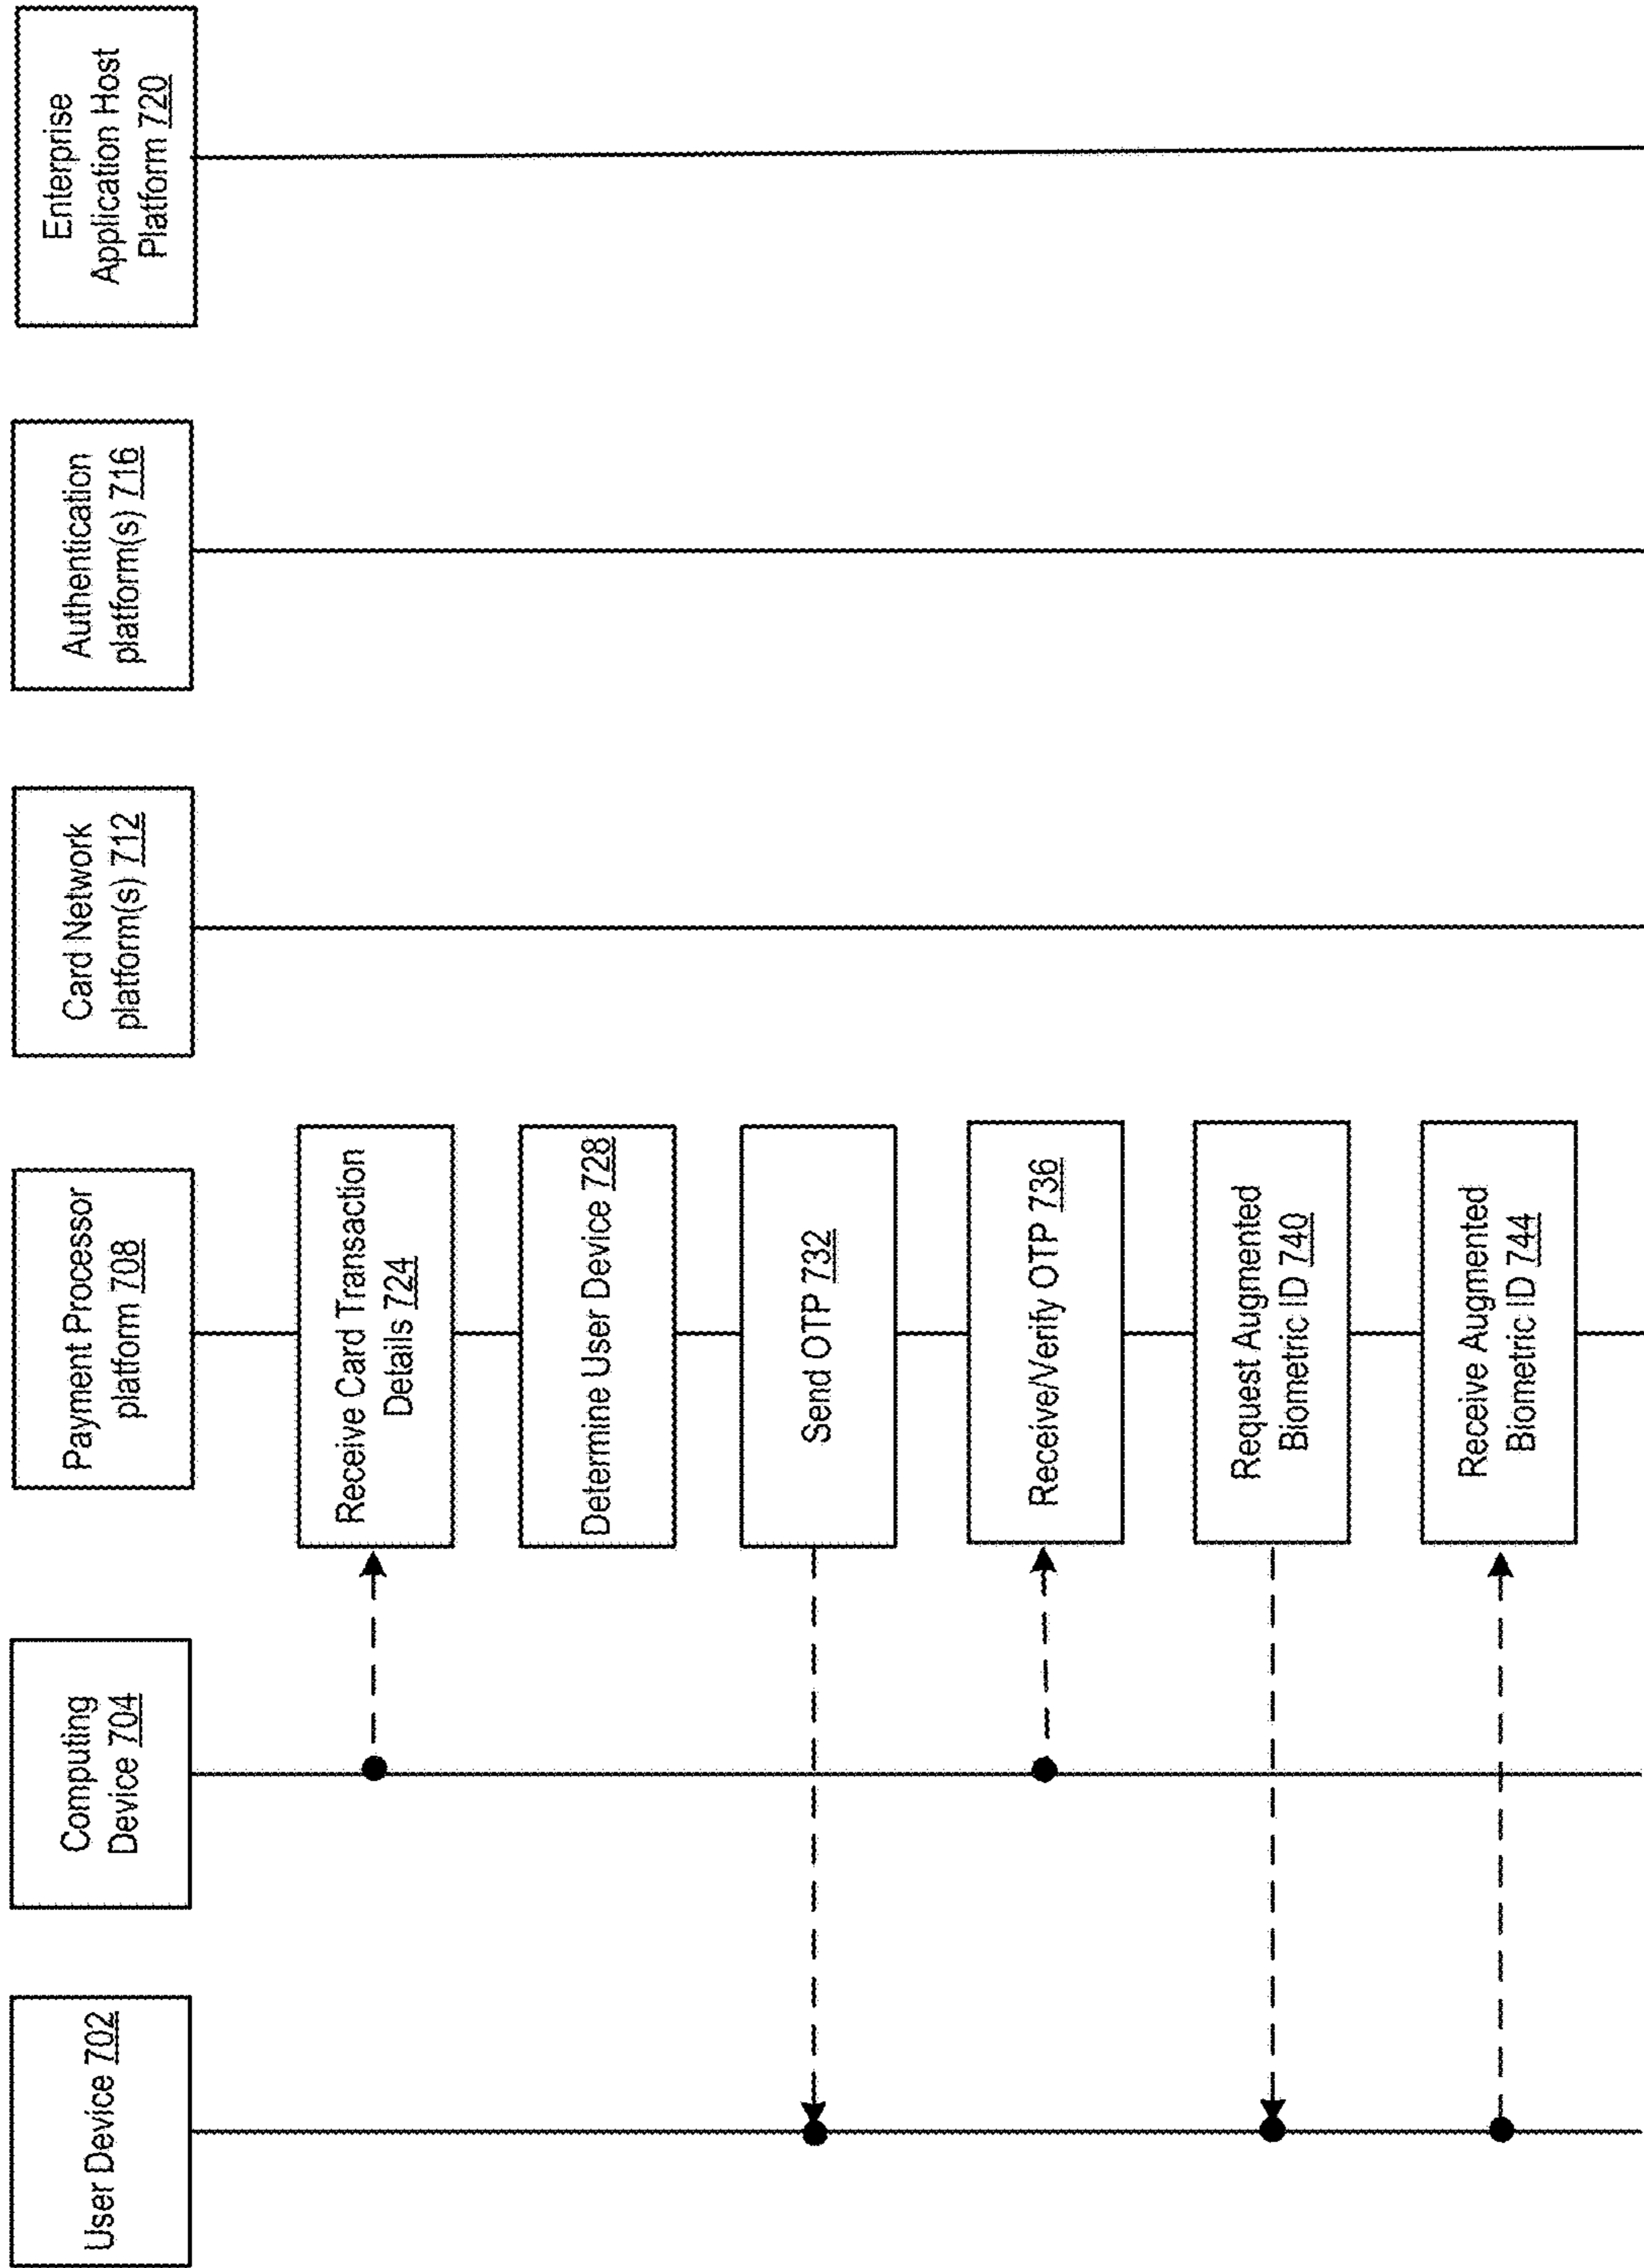 User Device 702
Computing
Device 704
Payment Processor
platform 708
Card Network
platform(s) 712
Authentication
platform(s) 716
Enterprise
Application Host
Platform 720
Receive Card Transaction
Details 724
Determine User Device 728
Send OTP 732
Receive/Verify OTP 736
Request Augmented
Biometric ID 740
Receive Augmented
Biometric ID 744